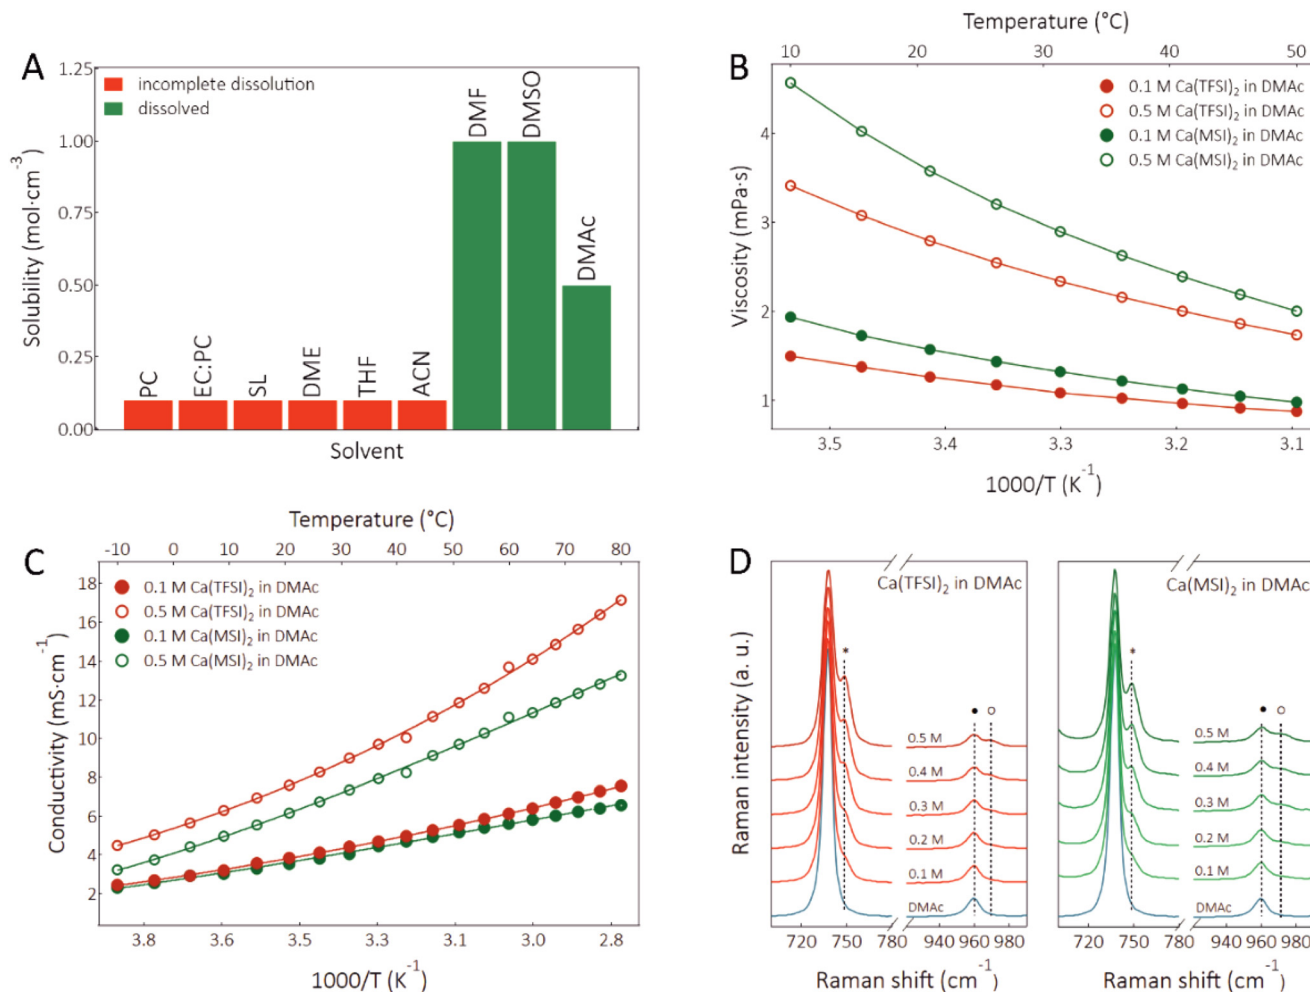 A
Solubility (mol·cm⁻³)
1.25
1.00
0.75
0.50
0.25
0.00
incomplete dissolution
dissolved
PC
EC:PC
SL
DME
THF
ACN
DMF
DMSO
DMAc
Solvent
B
Temperature (°C)
10 20 30 40 50
Viscosity (mPa·s)
4
3
2
1
0.1 M Ca(TFSI)₂ in DMAc
0.5 M Ca(TFSI)₂ in DMAc
0.1 M Ca(MSI)₂ in DMAc
0.5 M Ca(MSI)₂ in DMAc
3.5 3.4 3.3 3.2 3.1
1000/T (K⁻¹)
C
Temperature (°C)
-10 0 10 20 30 40 50 60 70 80
Conductivity (mS·cm⁻¹)
18
16
14
12
10
8
6
4
2
0.1 M Ca(TFSI)₂ in DMAc
0.5 M Ca(TFSI)₂ in DMAc
0.1 M Ca(MSI)₂ in DMAc
0.5 M Ca(MSI)₂ in DMAc
3.8 3.6 3.5 3.3 3.1 3.0 2.8
1000/T (K⁻¹)
D
Raman intensity (a. u.)
Ca(TFSI)₂ in DMAc
*
0.5 M
0.4 M
0.3 M
0.2 M
0.1 M
DMAc
720 750 780 940 960 980
Raman shift (cm⁻¹)
Ca(MSI)₂ in DMAc
*
0.5 M
0.4 M
0.3 M
0.2 M
0.1 M
DMAc
720 750 780 940 960 980
Raman shift (cm⁻¹)